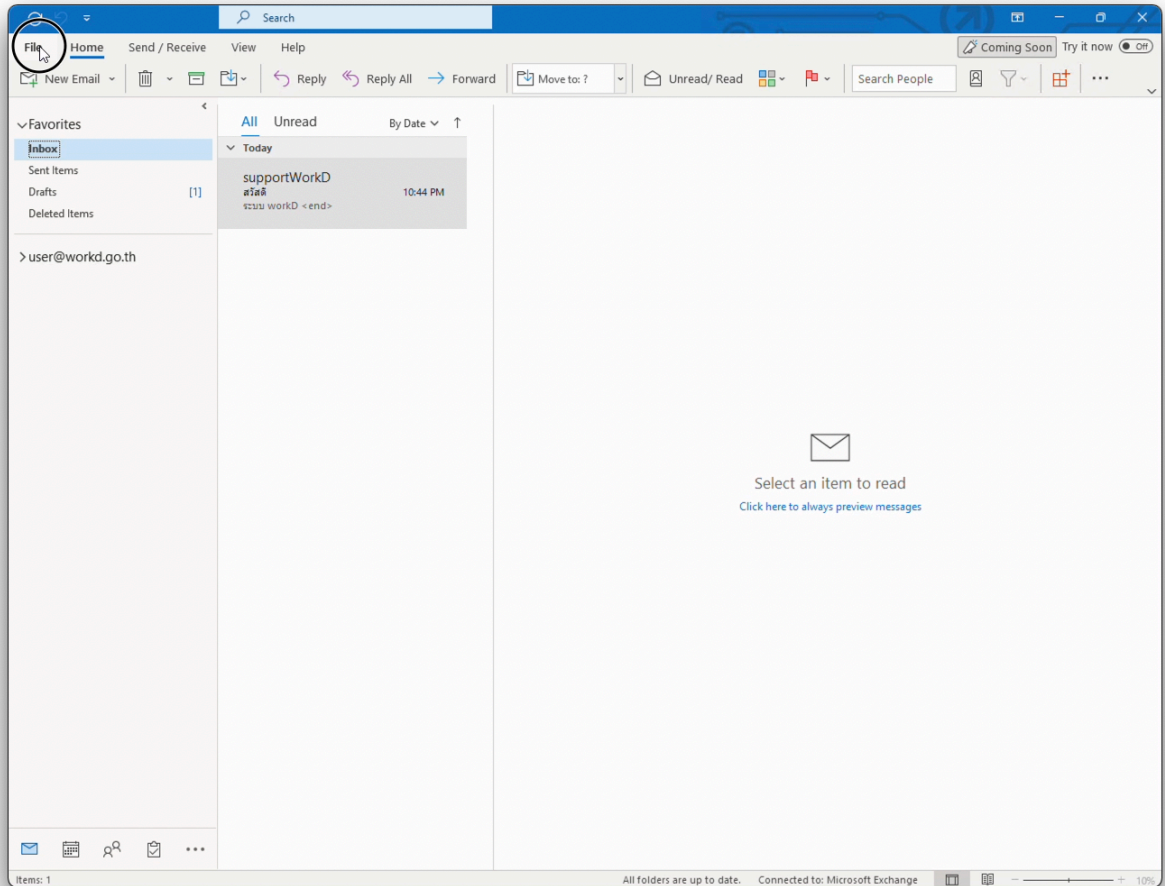 Search
File Home Send / Receive View Help Coming Soon Try it now Off
New Email Reply Reply All Forward Move to: ? Unread/ Read Search People
Favorites
Inbox
Sent Items
Drafts [1]
Deleted Items
user@workd.go.th
All Unread By Date
Today
supportWorkD
สวัสดี 10:44 PM
ระบบ workD <end>
Select an item to read
Click here to always preview messages
Items: 1 All folders are up to date. Connected to: Microsoft Exchange 10%